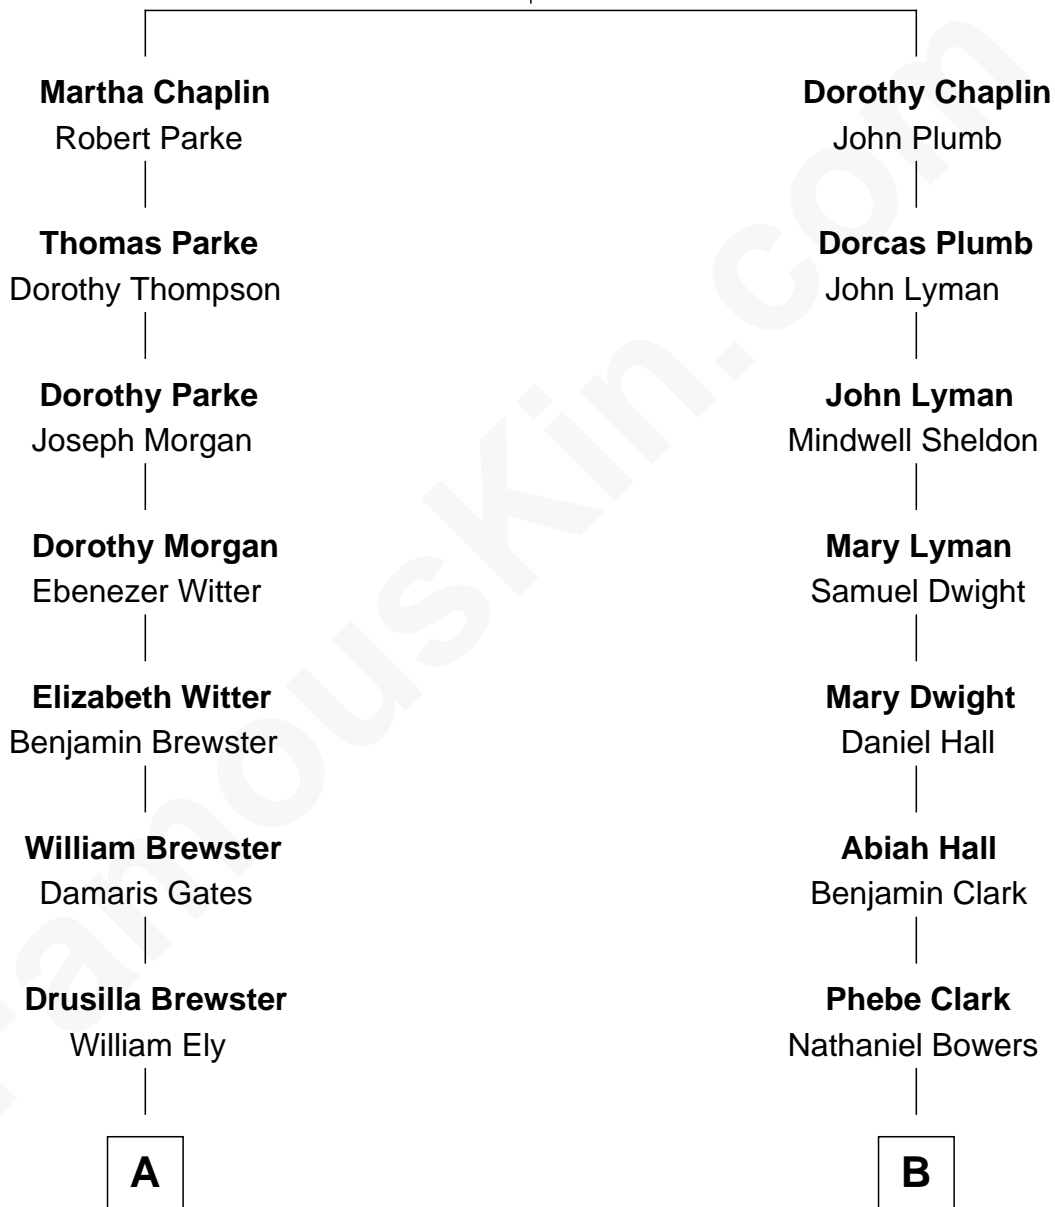 Martha Chaplin
Robert Parke
Thomas Parke
Dorothy Thompson
Dorothy Parke
Joseph Morgan
Dorothy Morgan
Ebenezer Witter
Elizabeth Witter
Benjamin Brewster
William Brewster
Damaris Gates
Drusilla Brewster
William Ely
A
Dorothy Chaplin
John Plumb
Dorcas Plumb
John Lyman
John Lyman
Mindwell Sheldon
Mary Lyman
Samuel Dwight
Mary Dwight
Daniel Hall
Abiah Hall
Benjamin Clark
Phebe Clark
Nathaniel Bowers
B
FamousKin.com